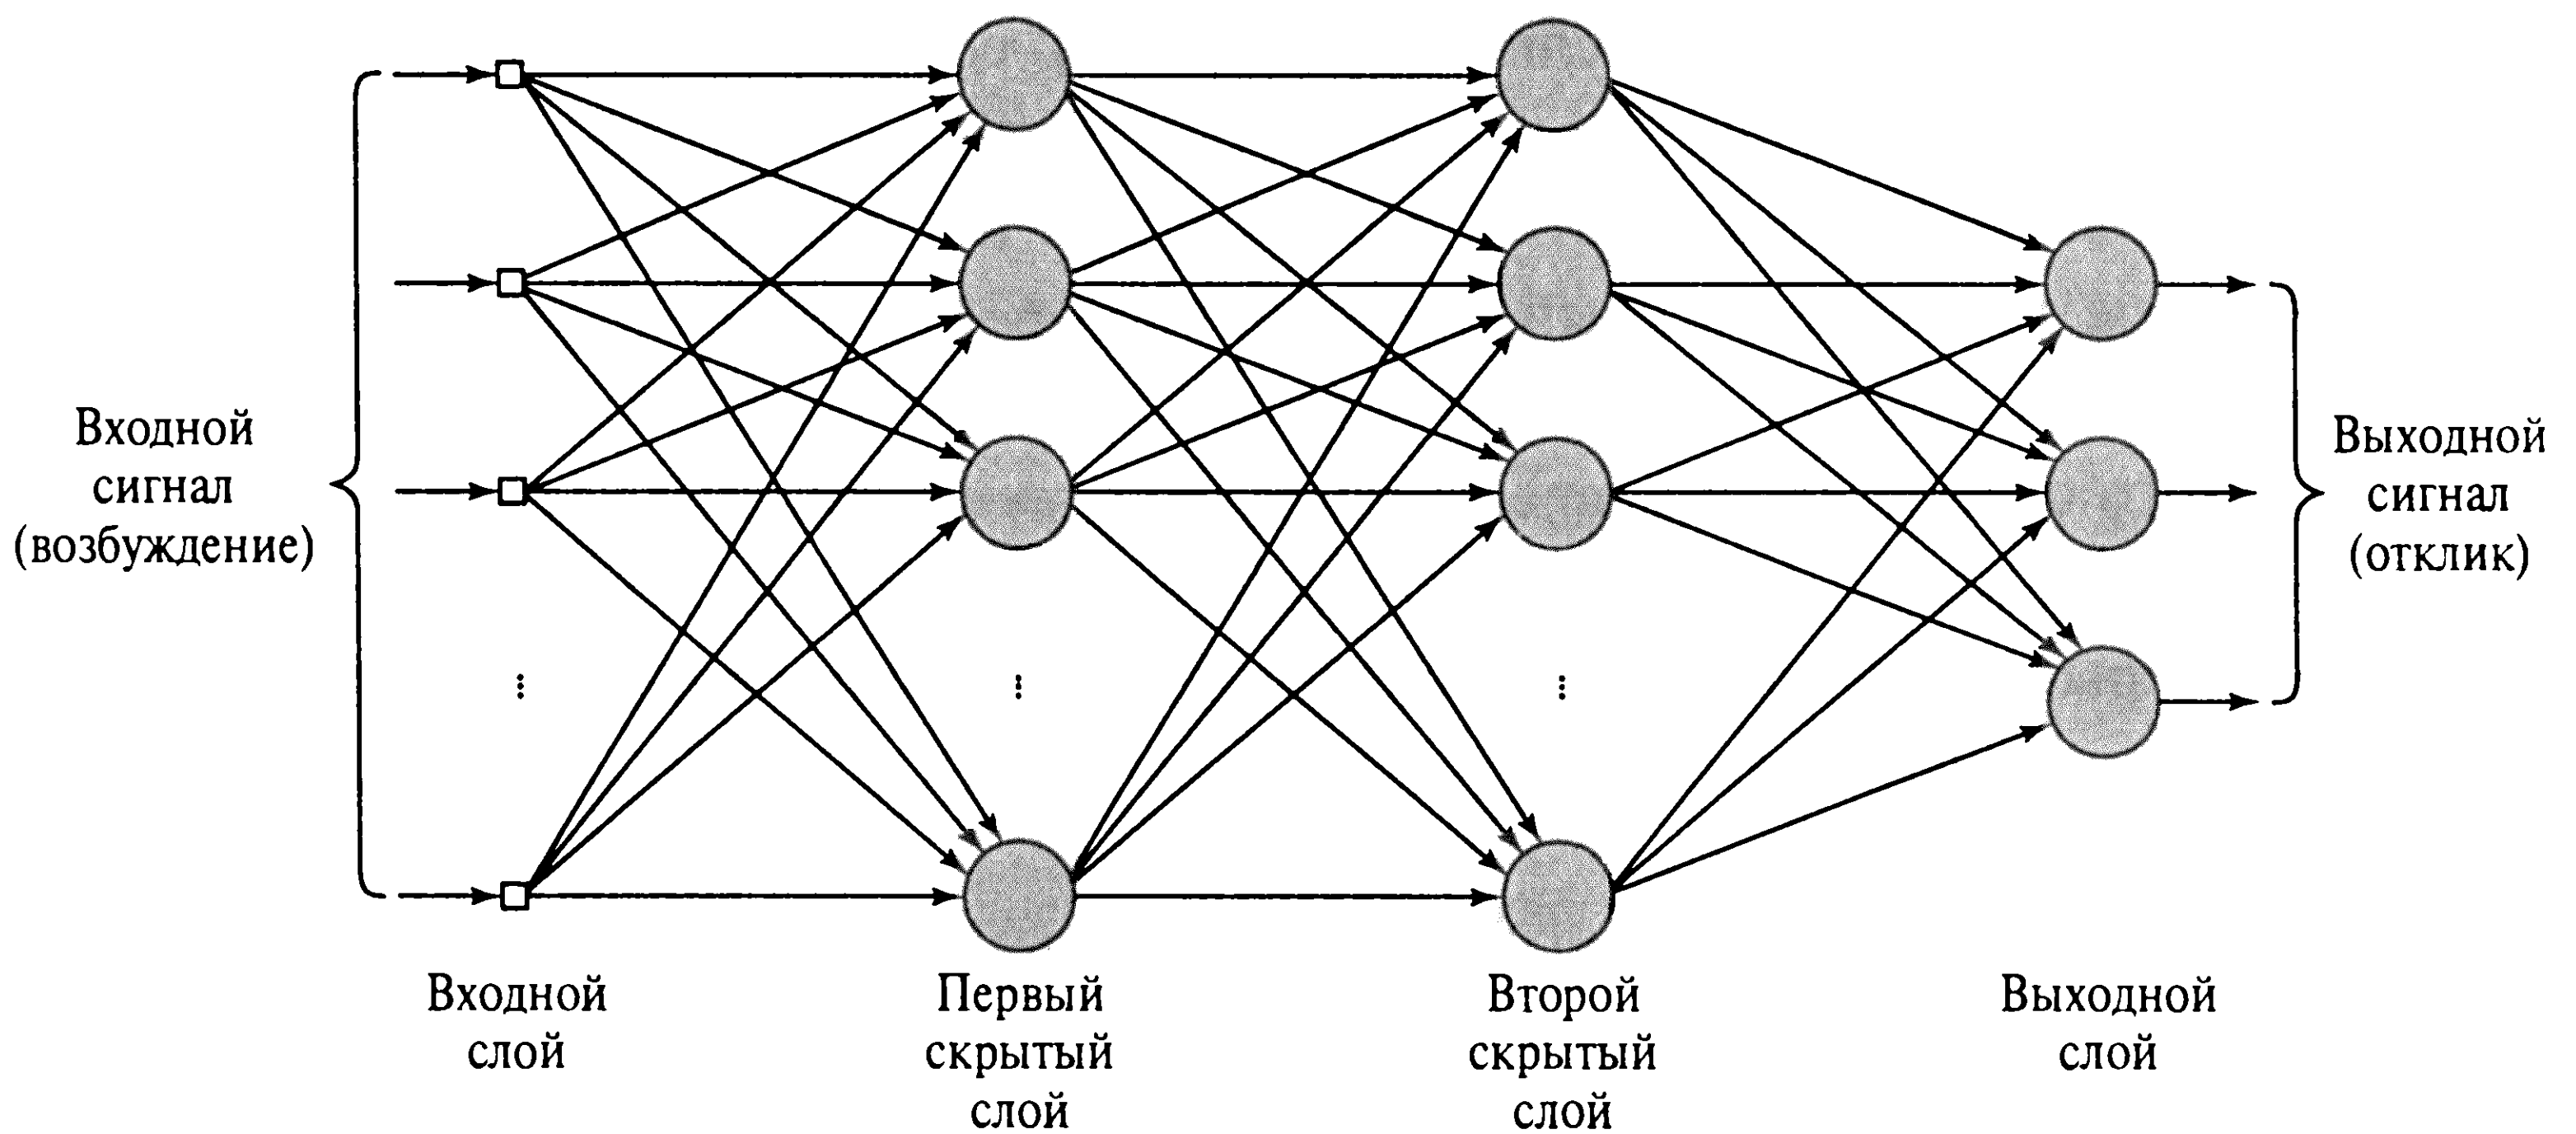 Входной
сигнал
(возбуждение)
Выходной
сигнал
(отклик)
Входной
слой
Первый
скрытый
слой
Второй
скрытый
слой
Выходной
слой